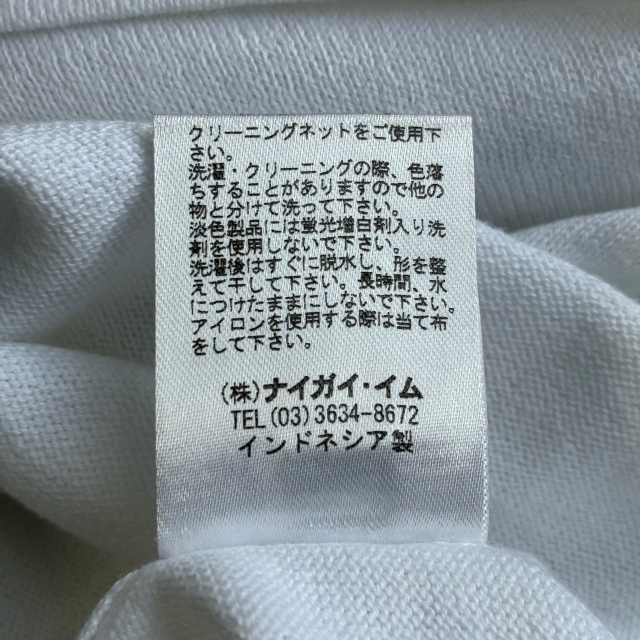 クリーニングネットをご使用下
さい。
洗濯・クリーニングの際、色落
ちすることがありますので他の
物と分けて洗って下さい。
淡色製品には蛍光増白剤入り洗
剤を使用しないで下さい。
洗濯後はすぐに脱水し、形を整
えて干して下さい。長時間、水
につけたままにしないで下さい。
アイロンを使用する際は当て布
をして下さい。
(株)ナイガイ・イム
TEL(03)3634-8672
インドネシア製